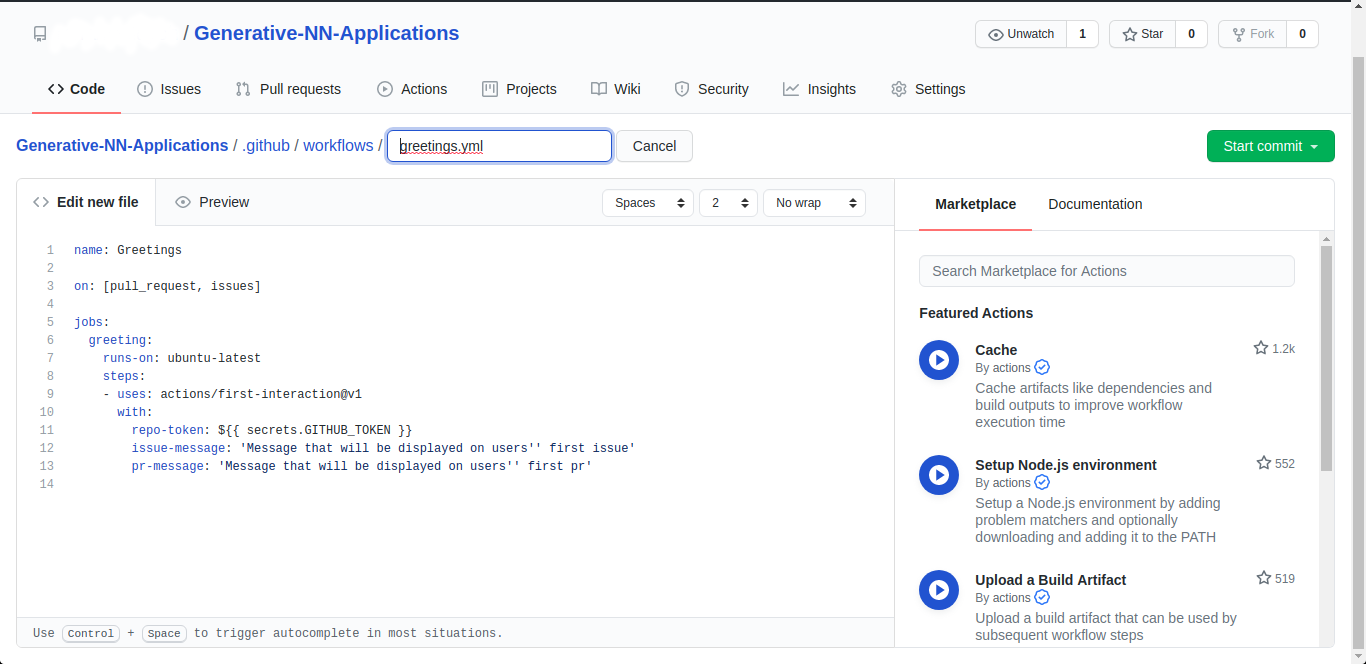 / Generative-NN-Applications
Unwatch 1 Star 0 Fork 0
Code Issues Pull requests Actions Projects Wiki Security Insights Settings
Generative-NN-Applications / .github / workflows / greetings.yml Cancel Start commit
Edit new file Preview Spaces 2 No wrap
1 name: Greetings
2
3 on: [pull_request, issues]
4
5 jobs:
6 greeting:
7 runs-on: ubuntu-latest
8 steps:
9 - uses: actions/first-interaction@v1
10 with:
11 repo-token: ${{ secrets.GITHUB_TOKEN }}
12 issue-message: 'Message that will be displayed on users'' first issue'
13 pr-message: 'Message that will be displayed on users'' first pr'
14
Use Control + Space to trigger autocomplete in most situations.
Marketplace Documentation
Search Marketplace for Actions
Featured Actions
Cache 1.2k
By actions
Cache artifacts like dependencies and
build outputs to improve workflow
execution time
Setup Node.js environment 552
By actions
Setup a Node.js environment by adding
problem matchers and optionally
downloading and adding it to the PATH
Upload a Build Artifact 519
By actions
Upload a build artifact that can be used by
subsequent workflow steps